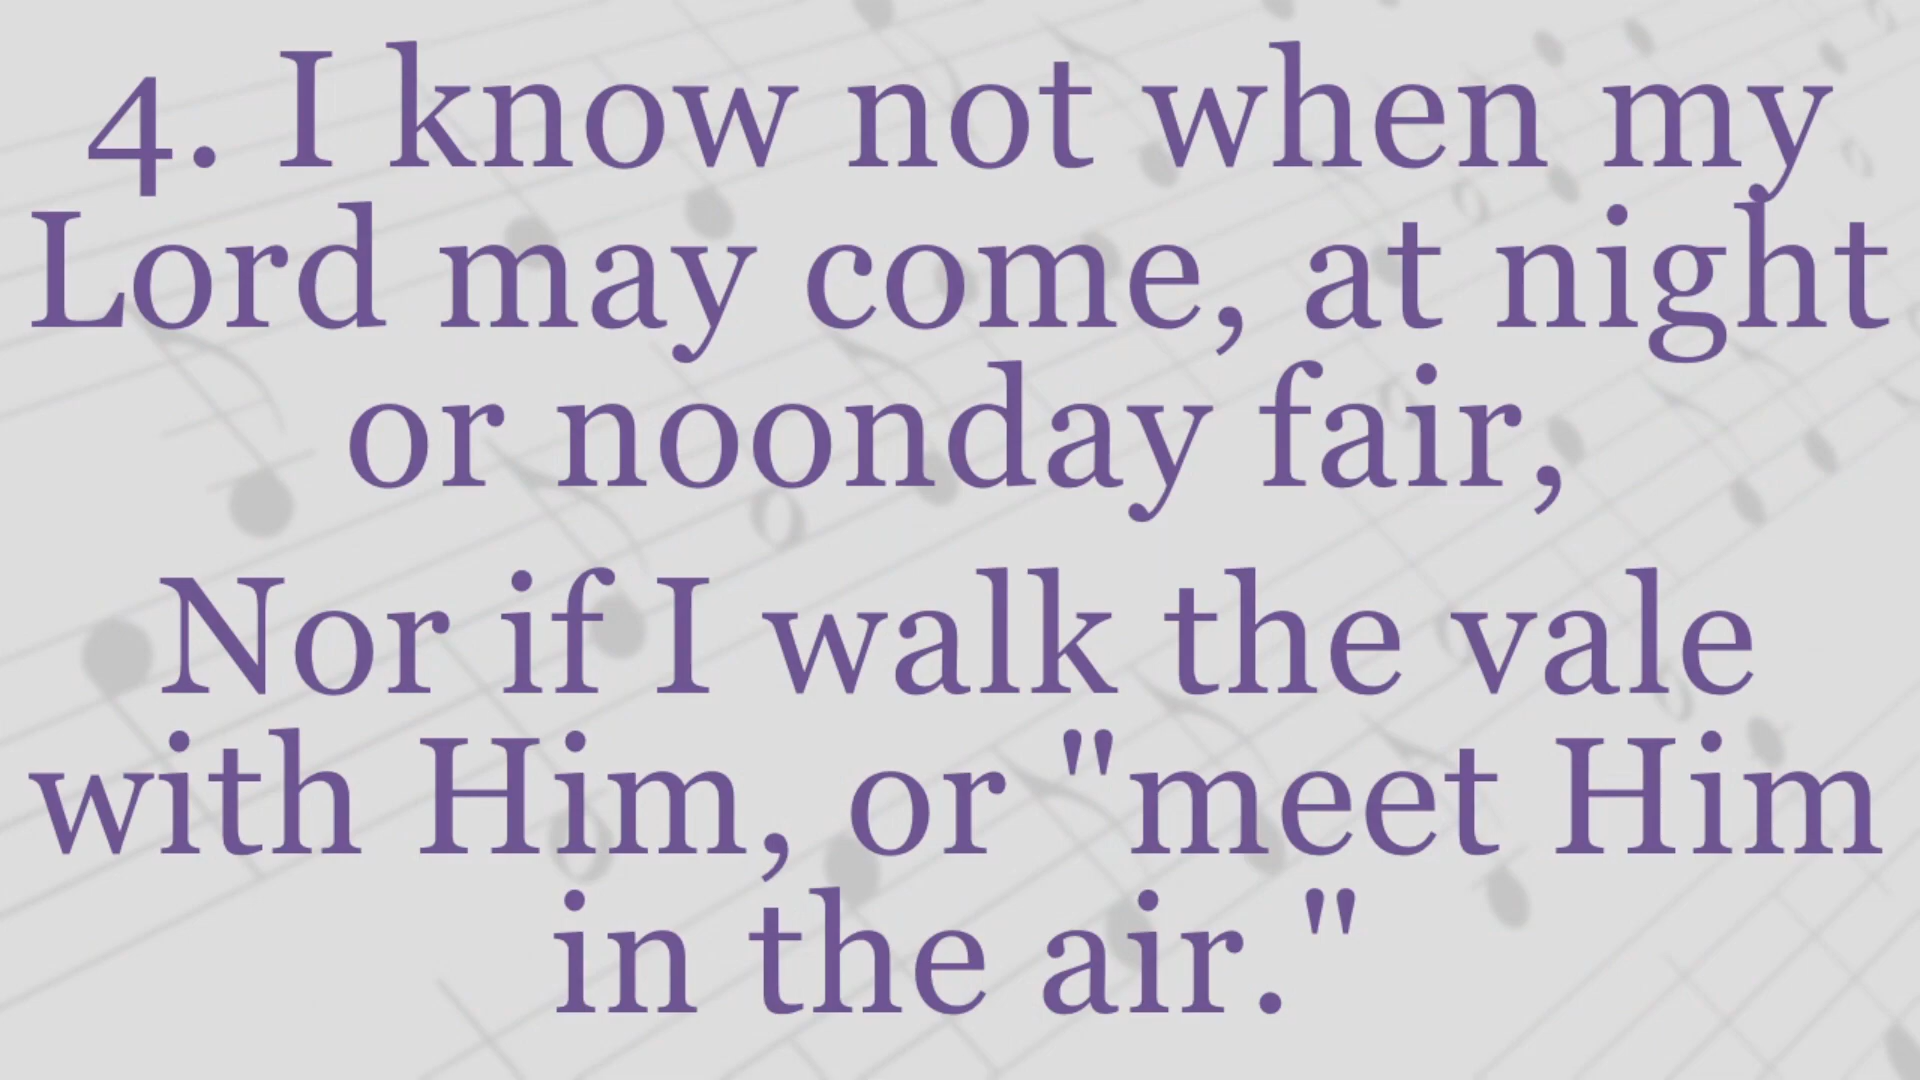 4. I know not when my
Lord may come, at night
or noonday fair,
Nor if I walk the vale
with Him, or "meet Him
in the air."